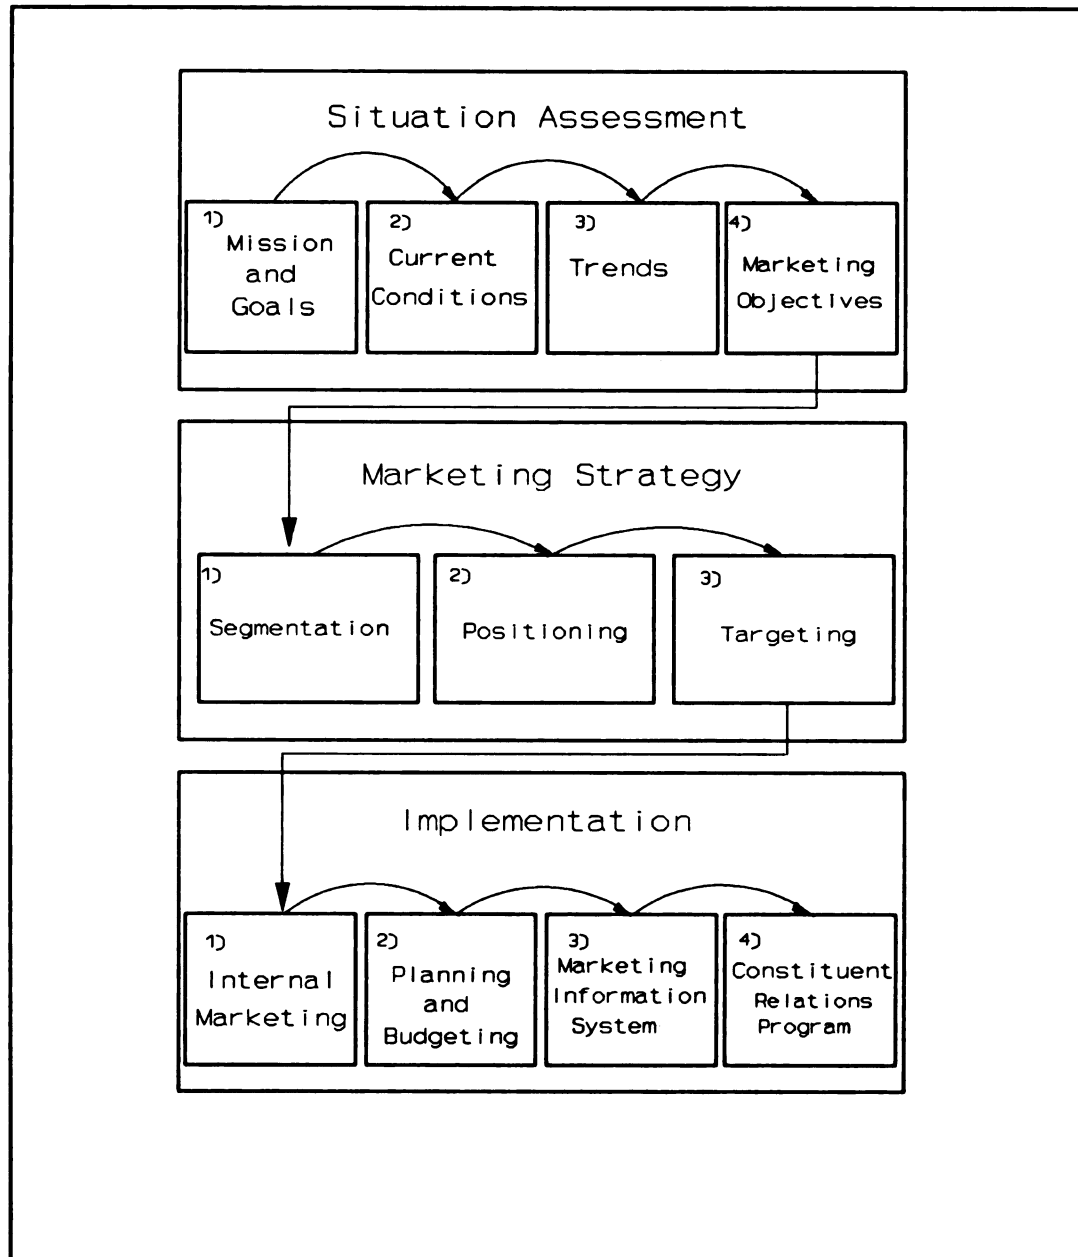 Situation Assessment
1)
Mission
and
Goals
2)
Current
Conditions
3)
Trends
4)
Marketing
Objectives
Marketing Strategy
1)
Segmentation
2)
Positioning
3)
Targeting
Implementation
1)
Internal
Marketing
2)
Planning
and
Budgeting
3)
Marketing
Information
System
4)
Constituent
Relations
Program